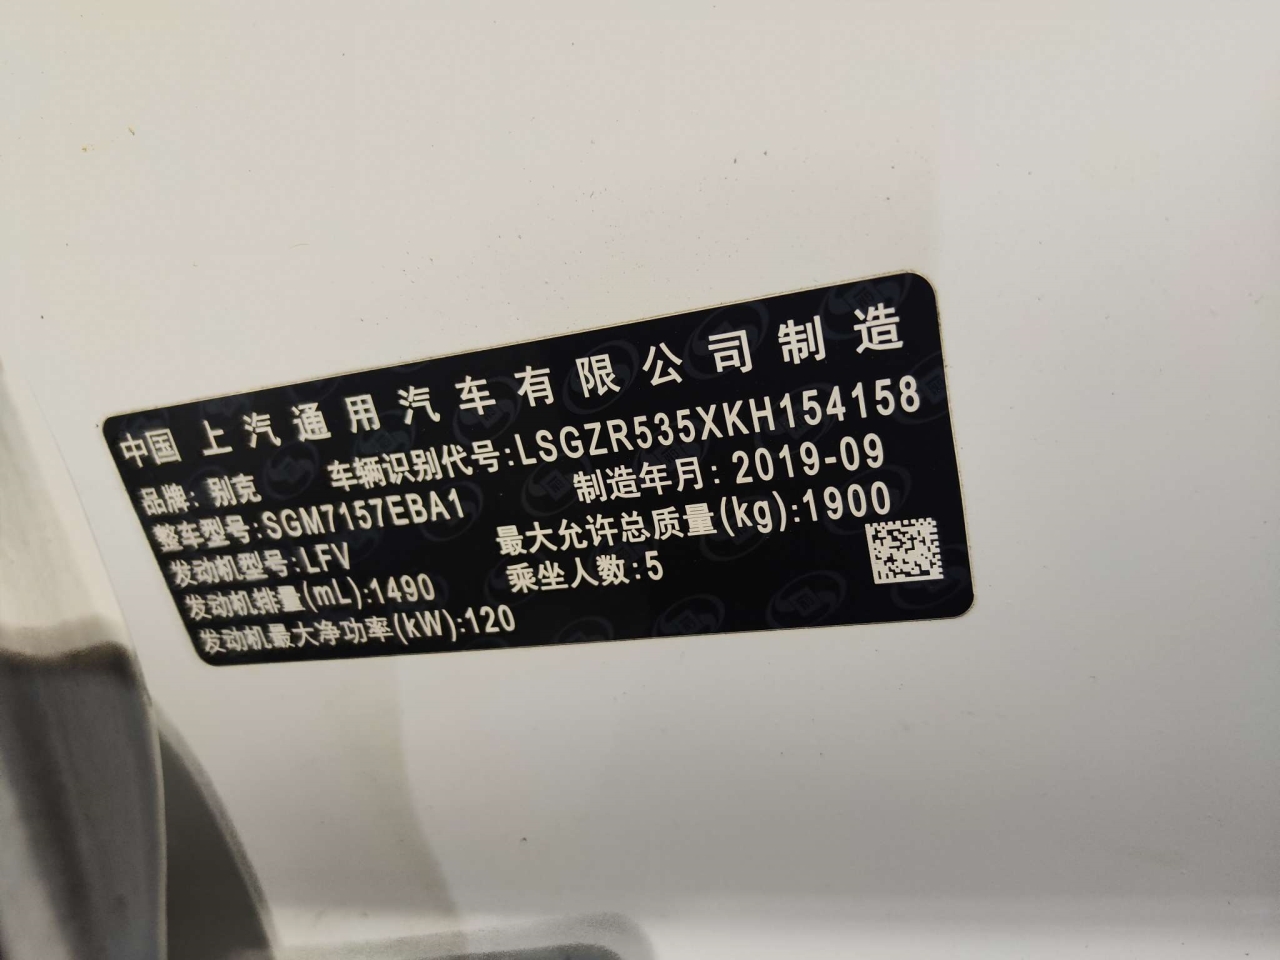 中国 上汽通用汽车有限公司制造
品牌: 别克 车辆识别代号:LSGZR535XKH154158
整车型号:SGM7157EBA1 制造年月: 2019-09
发动机型号:LFV 最大允许总质量(kg):1900
发动机排量(mL):1490 乘坐人数:5
发动机最大净功率(kW):120